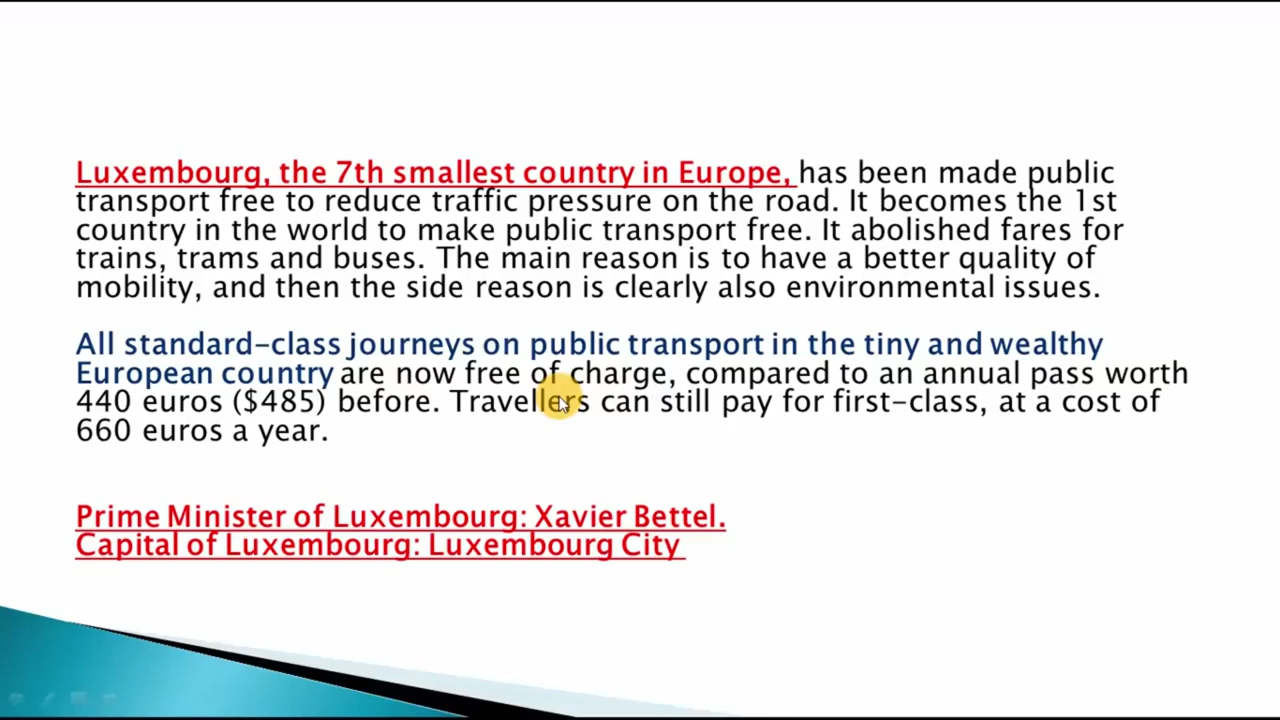 Luxembourg, the 7th smallest country in Europe, has been made public
transport free to reduce traffic pressure on the road. It becomes the 1st
country in the world to make public transport free. It abolished fares for
trains, trams and buses. The main reason is to have a better quality of
mobility, and then the side reason is clearly also environmental issues.
All standard-class journeys on public transport in the tiny and wealthy
European country are now free of charge, compared to an annual pass worth
440 euros ($485) before. Travellers can still pay for first-class, at a cost of
660 euros a year.
Prime Minister of Luxembourg: Xavier Bettel.
Capital of Luxembourg: Luxembourg City